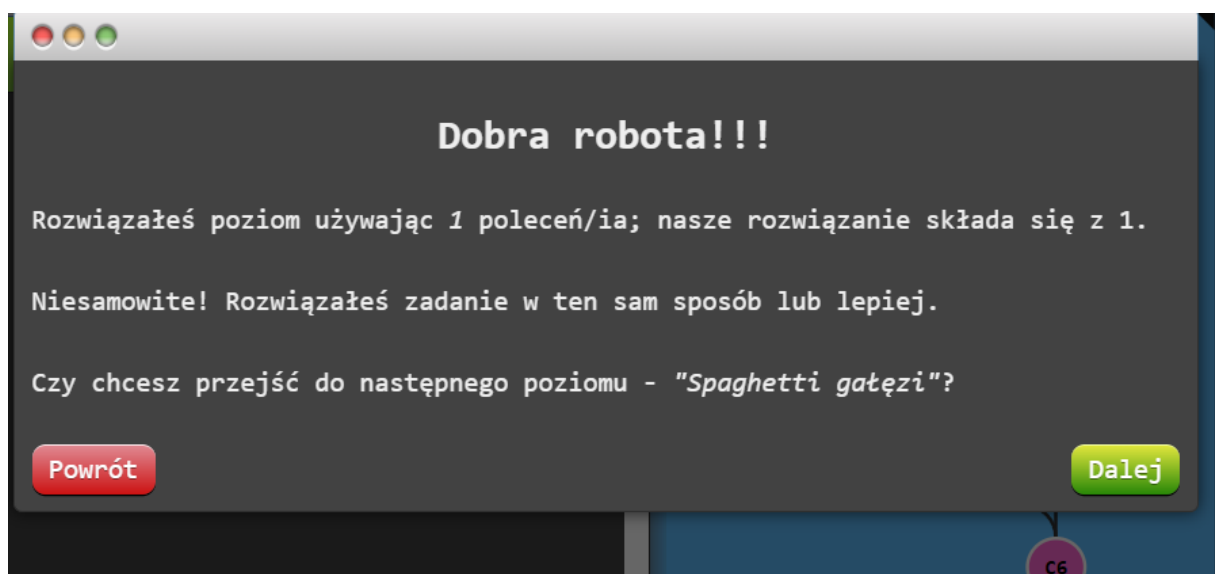 Dobra robota!!!
Rozwiązałeś poziom używając 1 poleceń/ia; nasze rozwiązanie składa się z 1.
Niesamowite! Rozwiązałeś zadanie w ten sam sposób lub lepiej.
Czy chcesz przejść do następnego poziomu - "Spaghetti gałęzi"?
Powrót
Dalej
C6